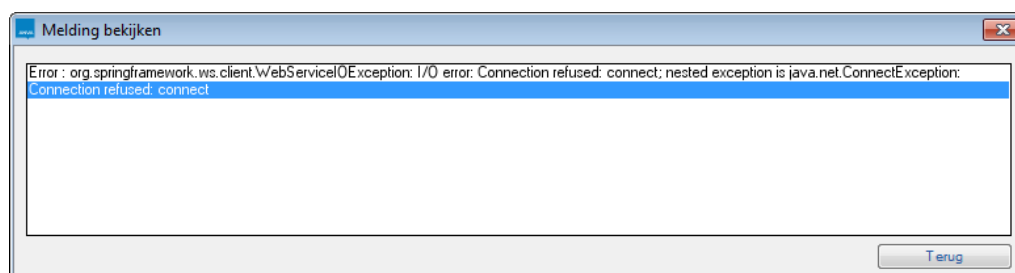 Melding bekijken
Error : org.springframework.ws.client.WebServiceIOException: I/O error: Connection refused: connect; nested exception is java.net.ConnectException:
Connection refused: connect
Terug